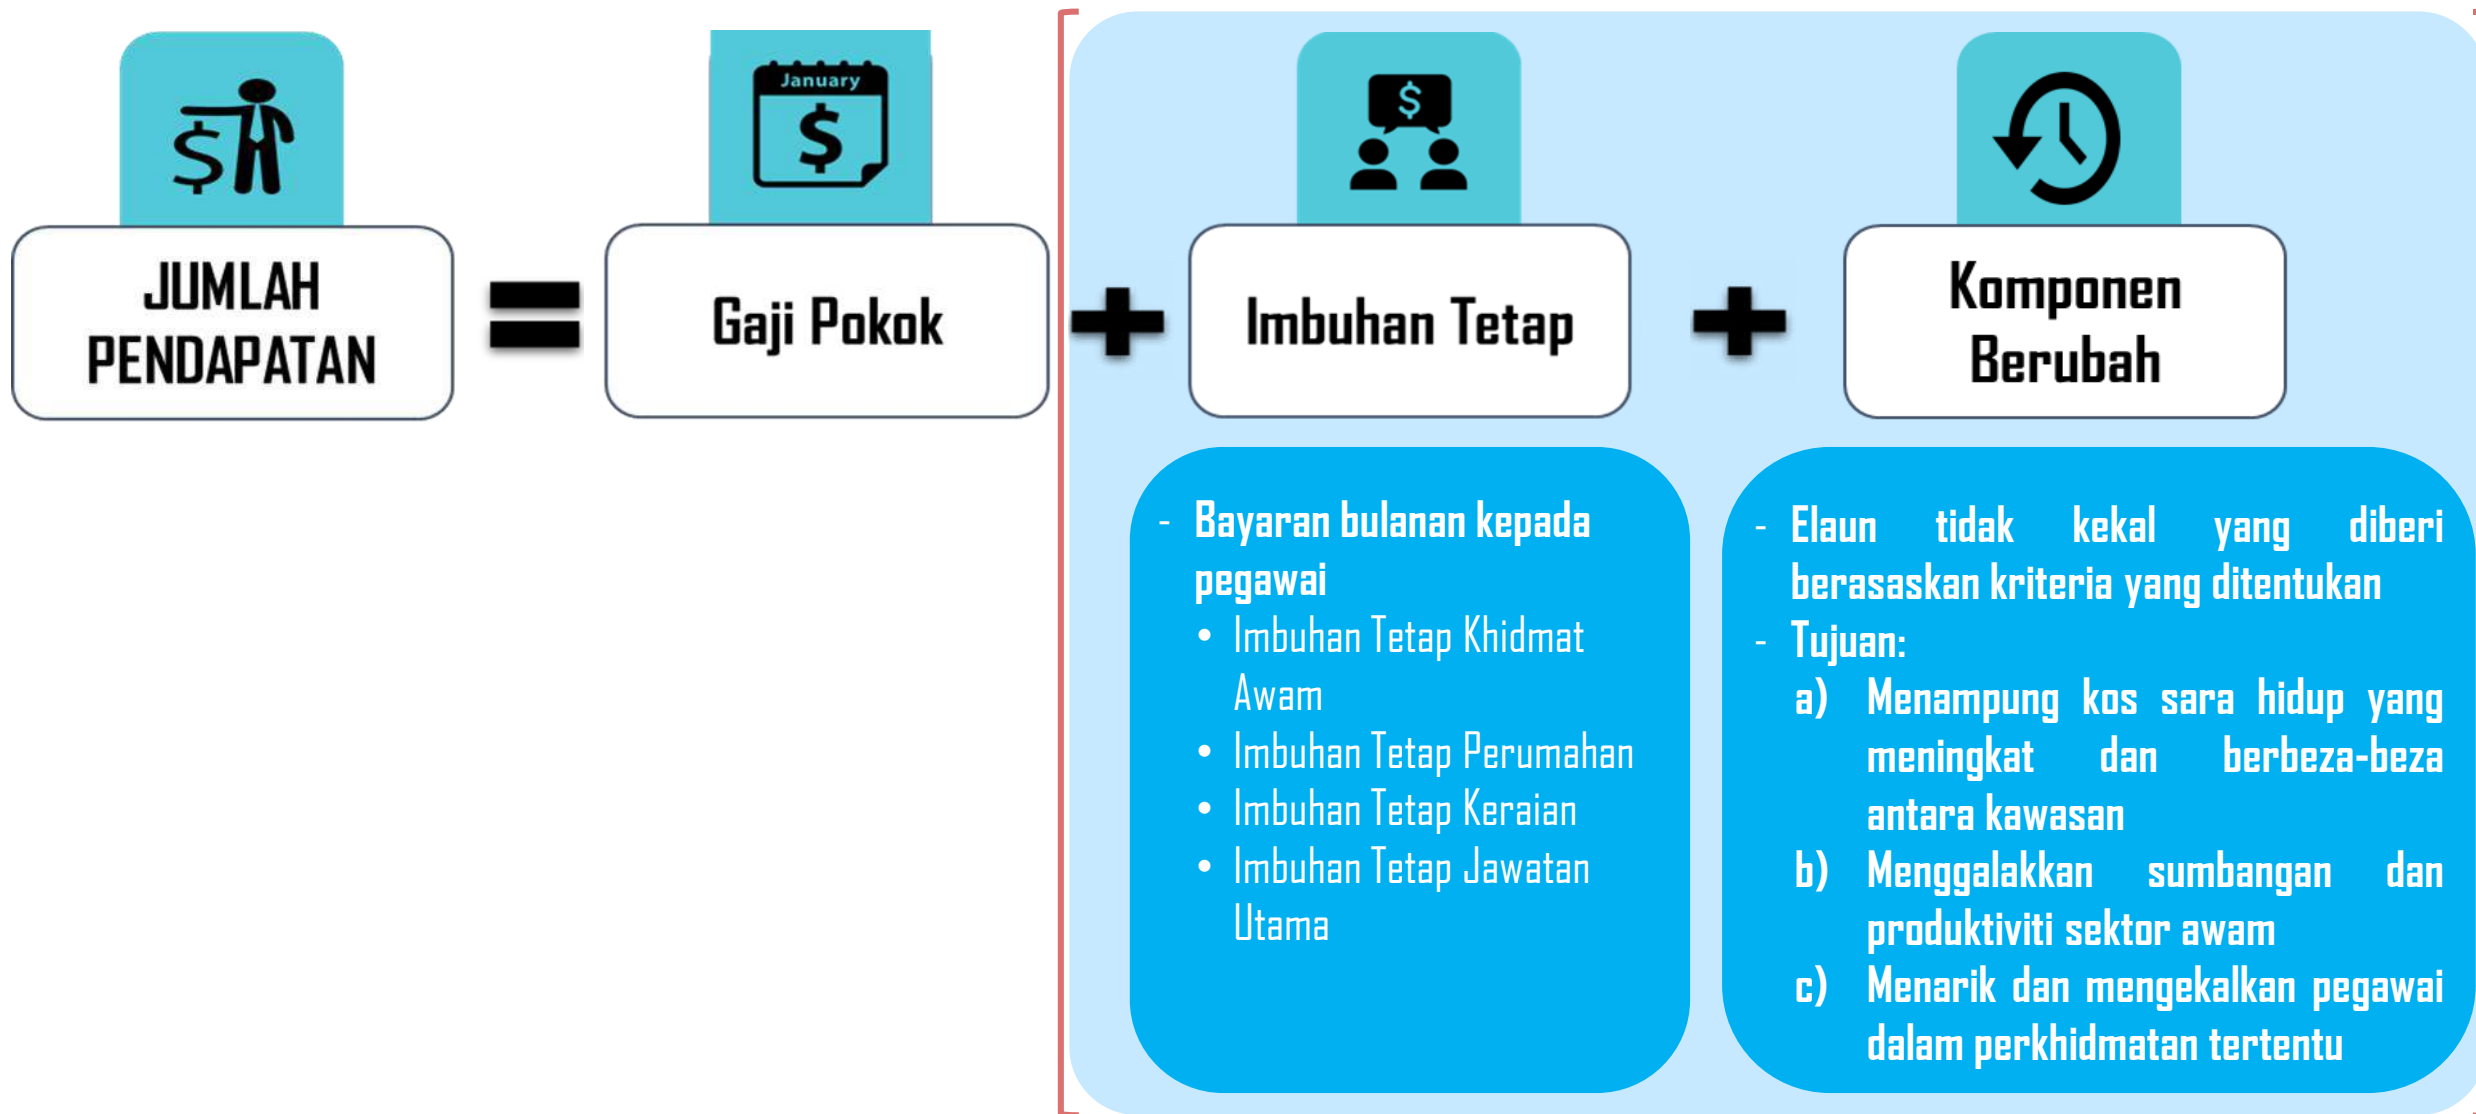 January
$
$
$
JUMLAH
PENDAPATAN
=
Gaji Pokok
+
Imbuhan Tetap
+
Komponen
Berubah
- Bayaran bulanan kepada
pegawai
• Imbuhan Tetap Khidmat
Awam
• Imbuhan Tetap Perumahan
• Imbuhan Tetap Keraian
• Imbuhan Tetap Jawatan
Utama
- Elaun tidak kekal yang diberi
berasaskan kriteria yang ditentukan
- Tujuan:
a) Menampung kos sara hidup yang
meningkat dan berbeza-beza
antara kawasan
b) Menggalakkan sumbangan dan
produktiviti sektor awam
c) Menarik dan mengekalkan pegawai
dalam perkhidmatan tertentu